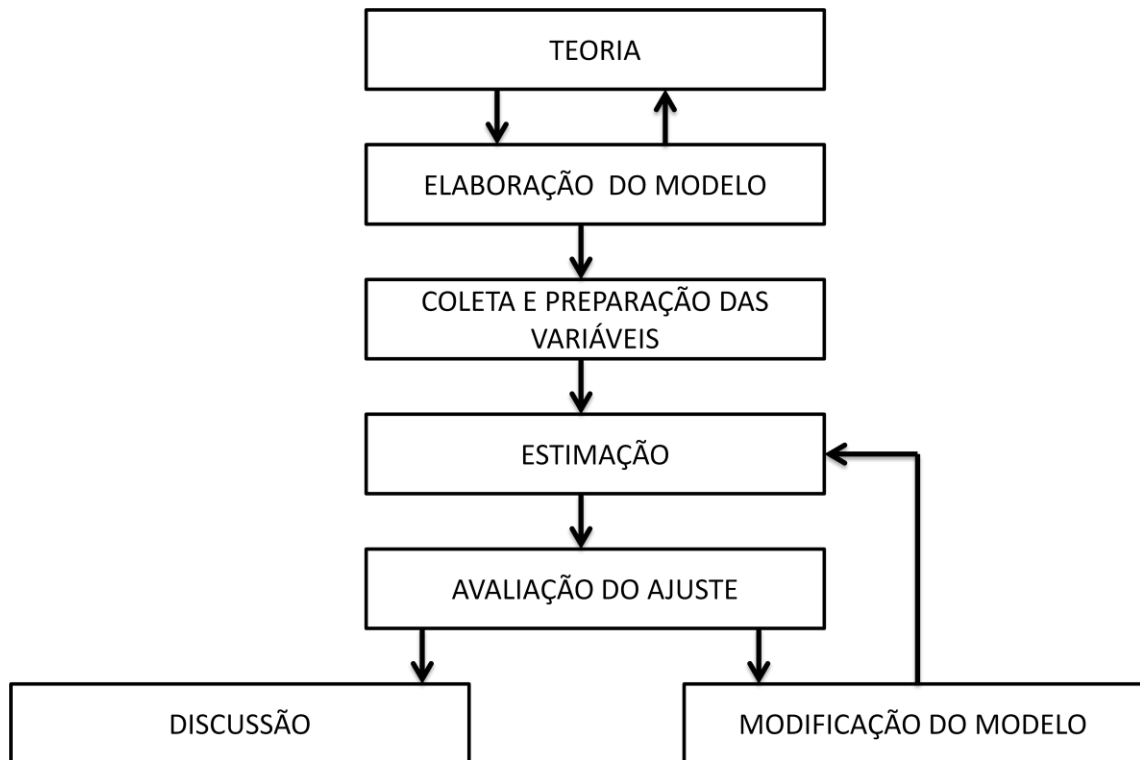 TEORIA
ELABORAÇÃO DO MODELO
COLETA E PREPARAÇÃO DAS
VARIÁVEIS
ESTIMAÇÃO
AVALIAÇÃO DO AJUSTE
DISCUSSÃO
MODIFICAÇÃO DO MODELO